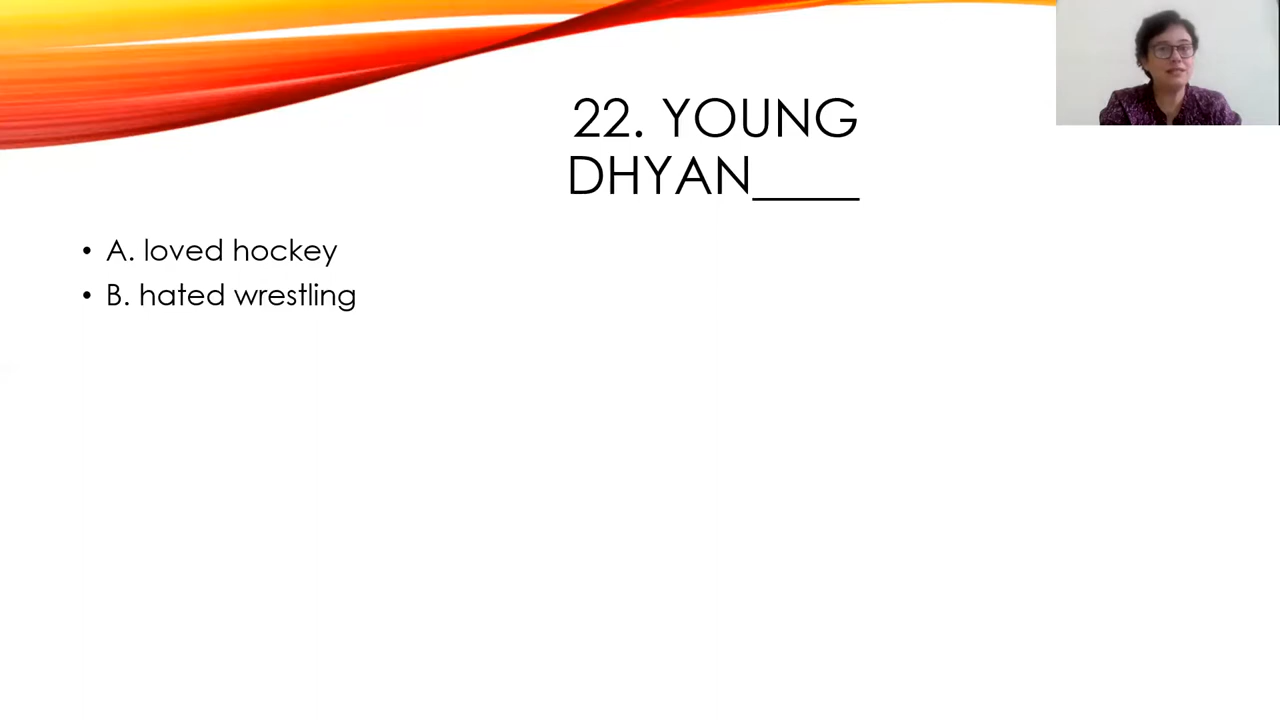 22. YOUNG
DHYAN____
• A. loved hockey
• B. hated wrestling